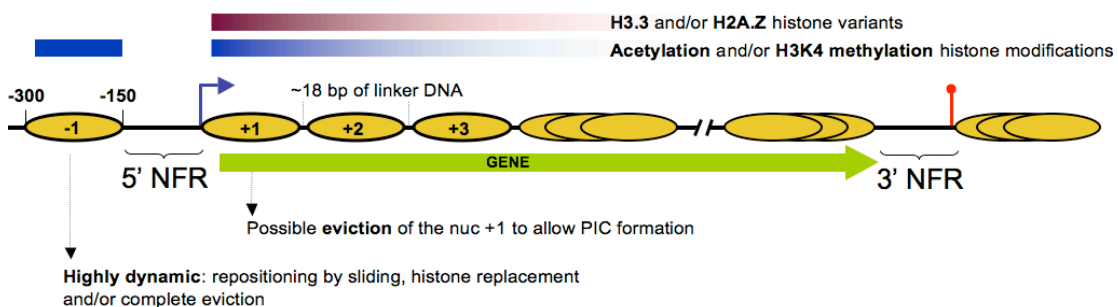 H3.3 and/or H2A.Z histone variants
Acetylation and/or H3K4 methylation histone modifications
-300
-150
~18 bp of linker DNA
-1
+1
+2
+3
GENE
5’ NFR
3’ NFR
Possible eviction of the nuc +1 to allow PIC formation
Highly dynamic: repositioning by sliding, histone replacement
and/or complete eviction